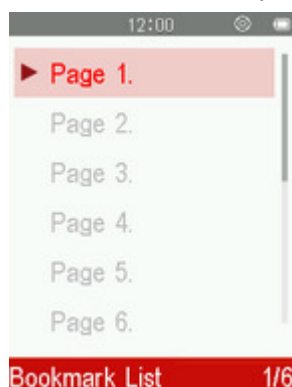 12:00
Page 1.
Page 2.
Page 3.
Page 4.
Page 5.
Page 6.
Bookmark List 1/6